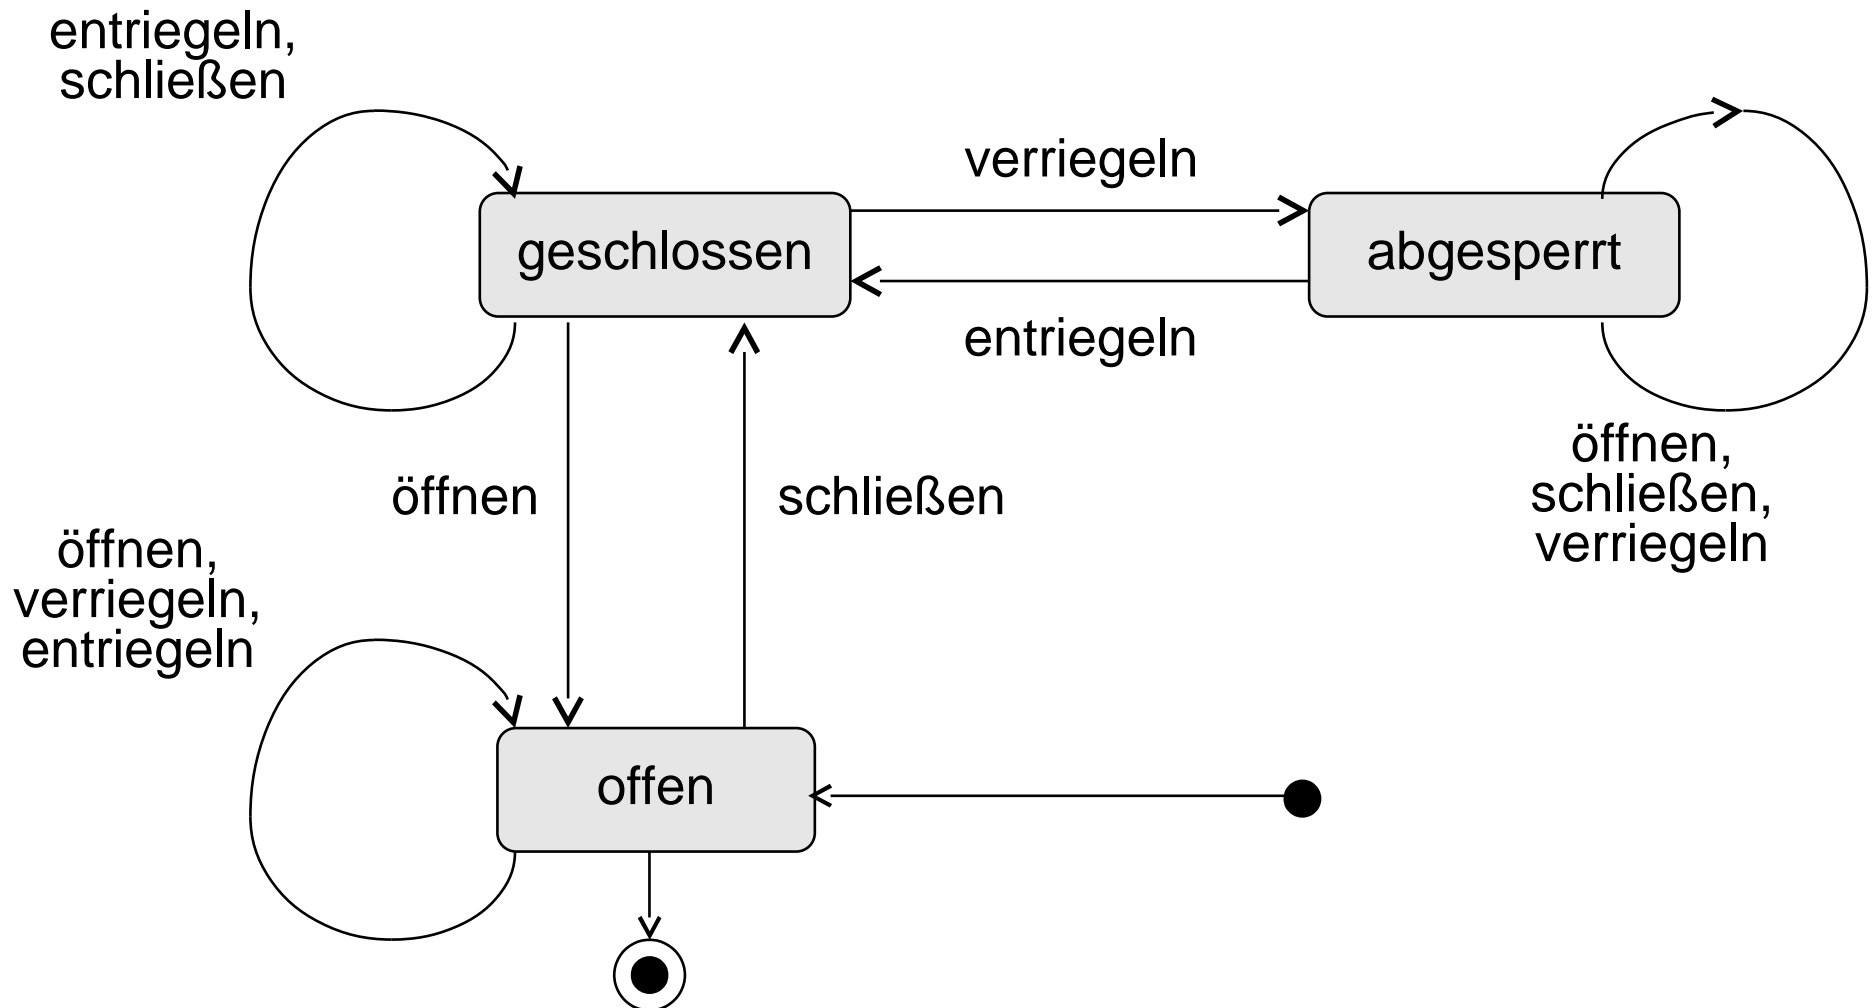 entriegeln,
schließen
verriegeln
geschlossen
abgesperrt
entriegeln
öffnen
schließen
öffnen,
schließen,
verriegeln
öffnen,
verriegeln,
entriegeln
offen